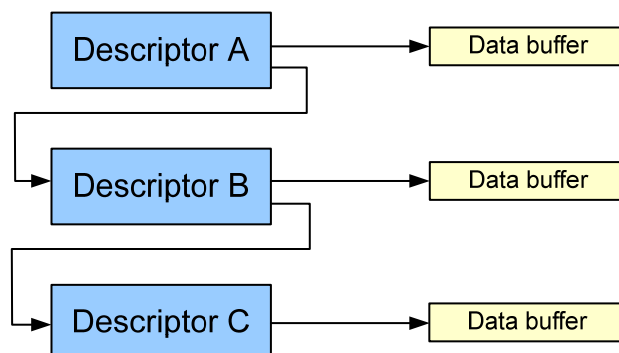 Descriptor A
Data buffer
Descriptor B
Data buffer
Descriptor C
Data buffer